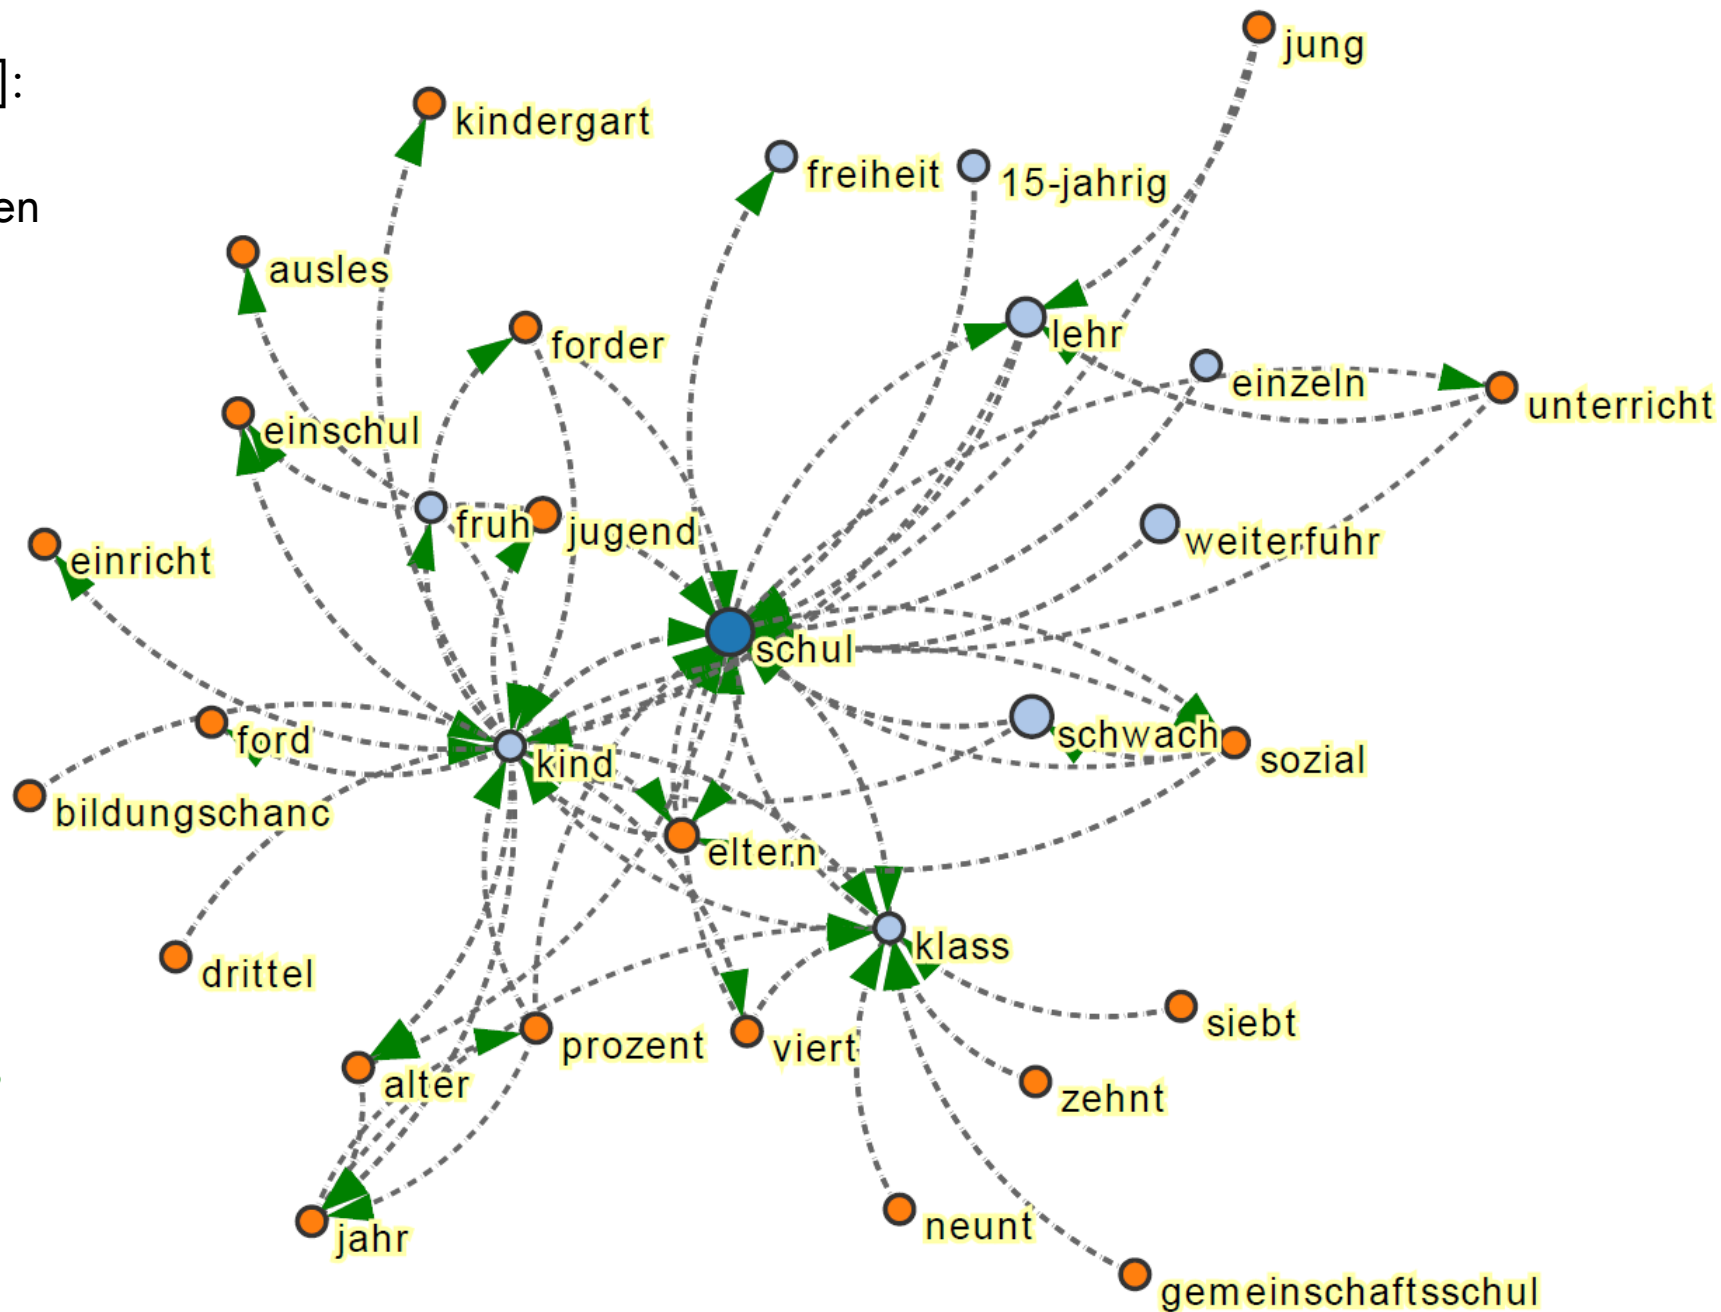 jung
]:
kindergart
freiheit
15-jahrig
en
ausles
lehr
forder
einzeln
unterricht
einschul
fruh
jugend
weiterfuhr
einricht
schul
ford
schwach
sozial
kind
bildungschanc
eltern
klass
drittel
siebt
prozent
viert
alter
zehnt
neunt
jahr
gemeinschaftsschul